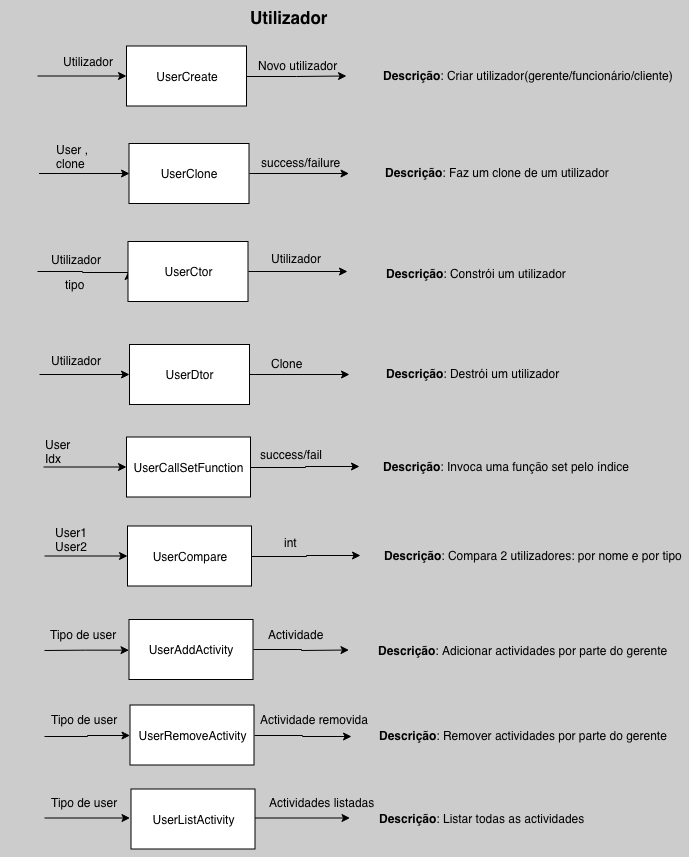 Utilizador
Utilizador
UserCreate
Novo utilizador
Descrição: Criar utilizador(gerente/funcionário/cliente)
User ,
clone
UserClone
success/failure
Descrição: Faz um clone de um utilizador
Utilizador
tipo
UserCtor
Utilizador
Descrição: Constrói um utilizador
Utilizador
UserDtor
Clone
Descrição: Destrói um utilizador
User
Idx
UserCallSetFunction
success/fail
Descrição: Invoca uma função set pelo índice
User1
User2
UserCompare
int
Descrição: Compara 2 utilizadores: por nome e por tipo
Tipo de user
UserAddActivity
Actividade
Descrição: Adicionar actividades por parte do gerente
Tipo de user
UserRemoveActivity
Actividade removida
Descrição: Remover actividades por parte do gerente
Tipo de user
UserListActivity
Actividades listadas
Descrição: Listar todas as actividades